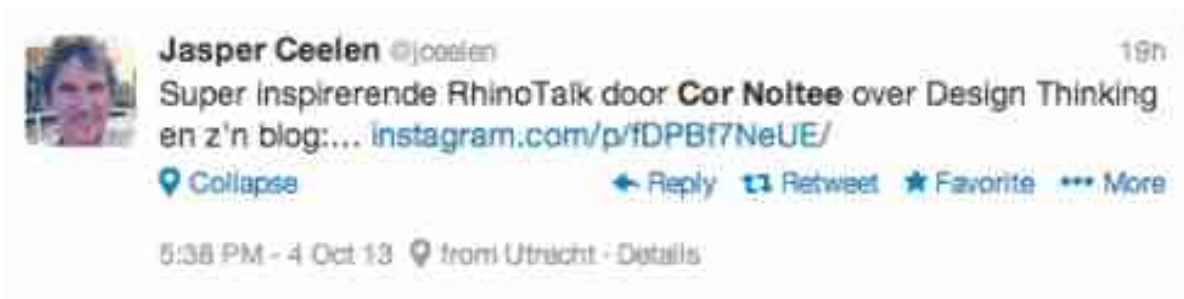 Jasper Ceelen @jceelen 19h
Super inspirerende RhinoTalk door Cor Noltee over Design Thinking
en z'n blog:... instagram.com/p/fDPBf7NeUE/
Collapse Reply Retweet Favorite More
5:38 PM - 4 Oct 13 from Utrecht · Details